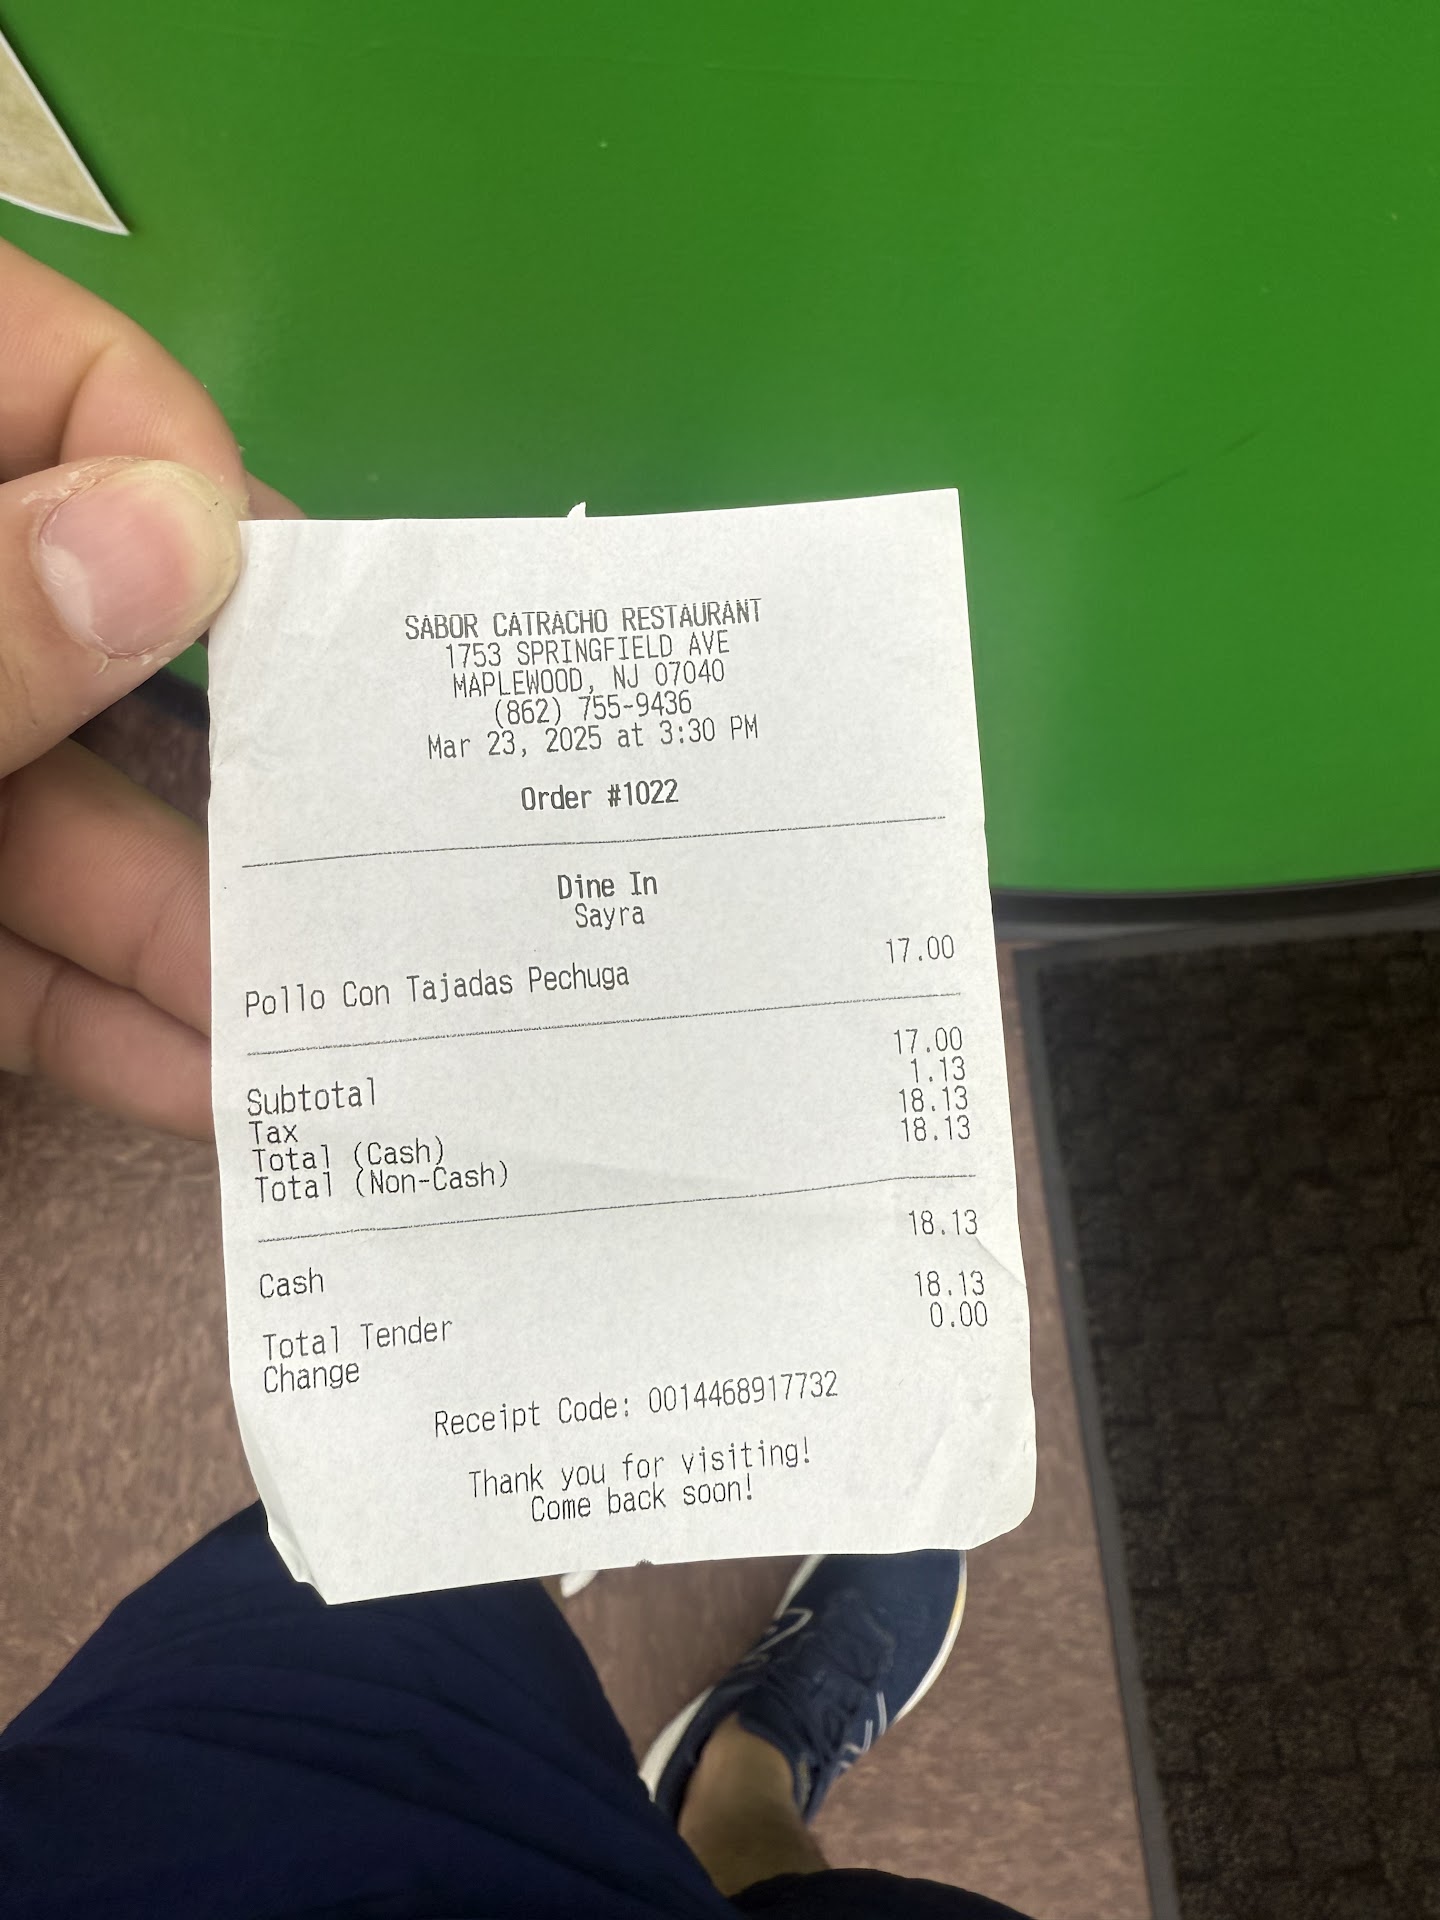 SABOR CATRACHO RESTAURANT
1753 SPRINGFIELD AVE
MAPLEWOOD, NJ 07040
(862) 755-9436
Mar 23, 2025 at 3:30 PM
Order #1022
Dine In
Sayra
Pollo Con Tajadas Pechuga 17.00
Subtotal 17.00
Tax 1.13
Total (Cash) 18.13
Total (Non-Cash) 18.13
Cash 18.13
Total Tender 18.13
Change 0.00
Receipt Code: 0014468917732
Thank you for visiting!
Come back soon!